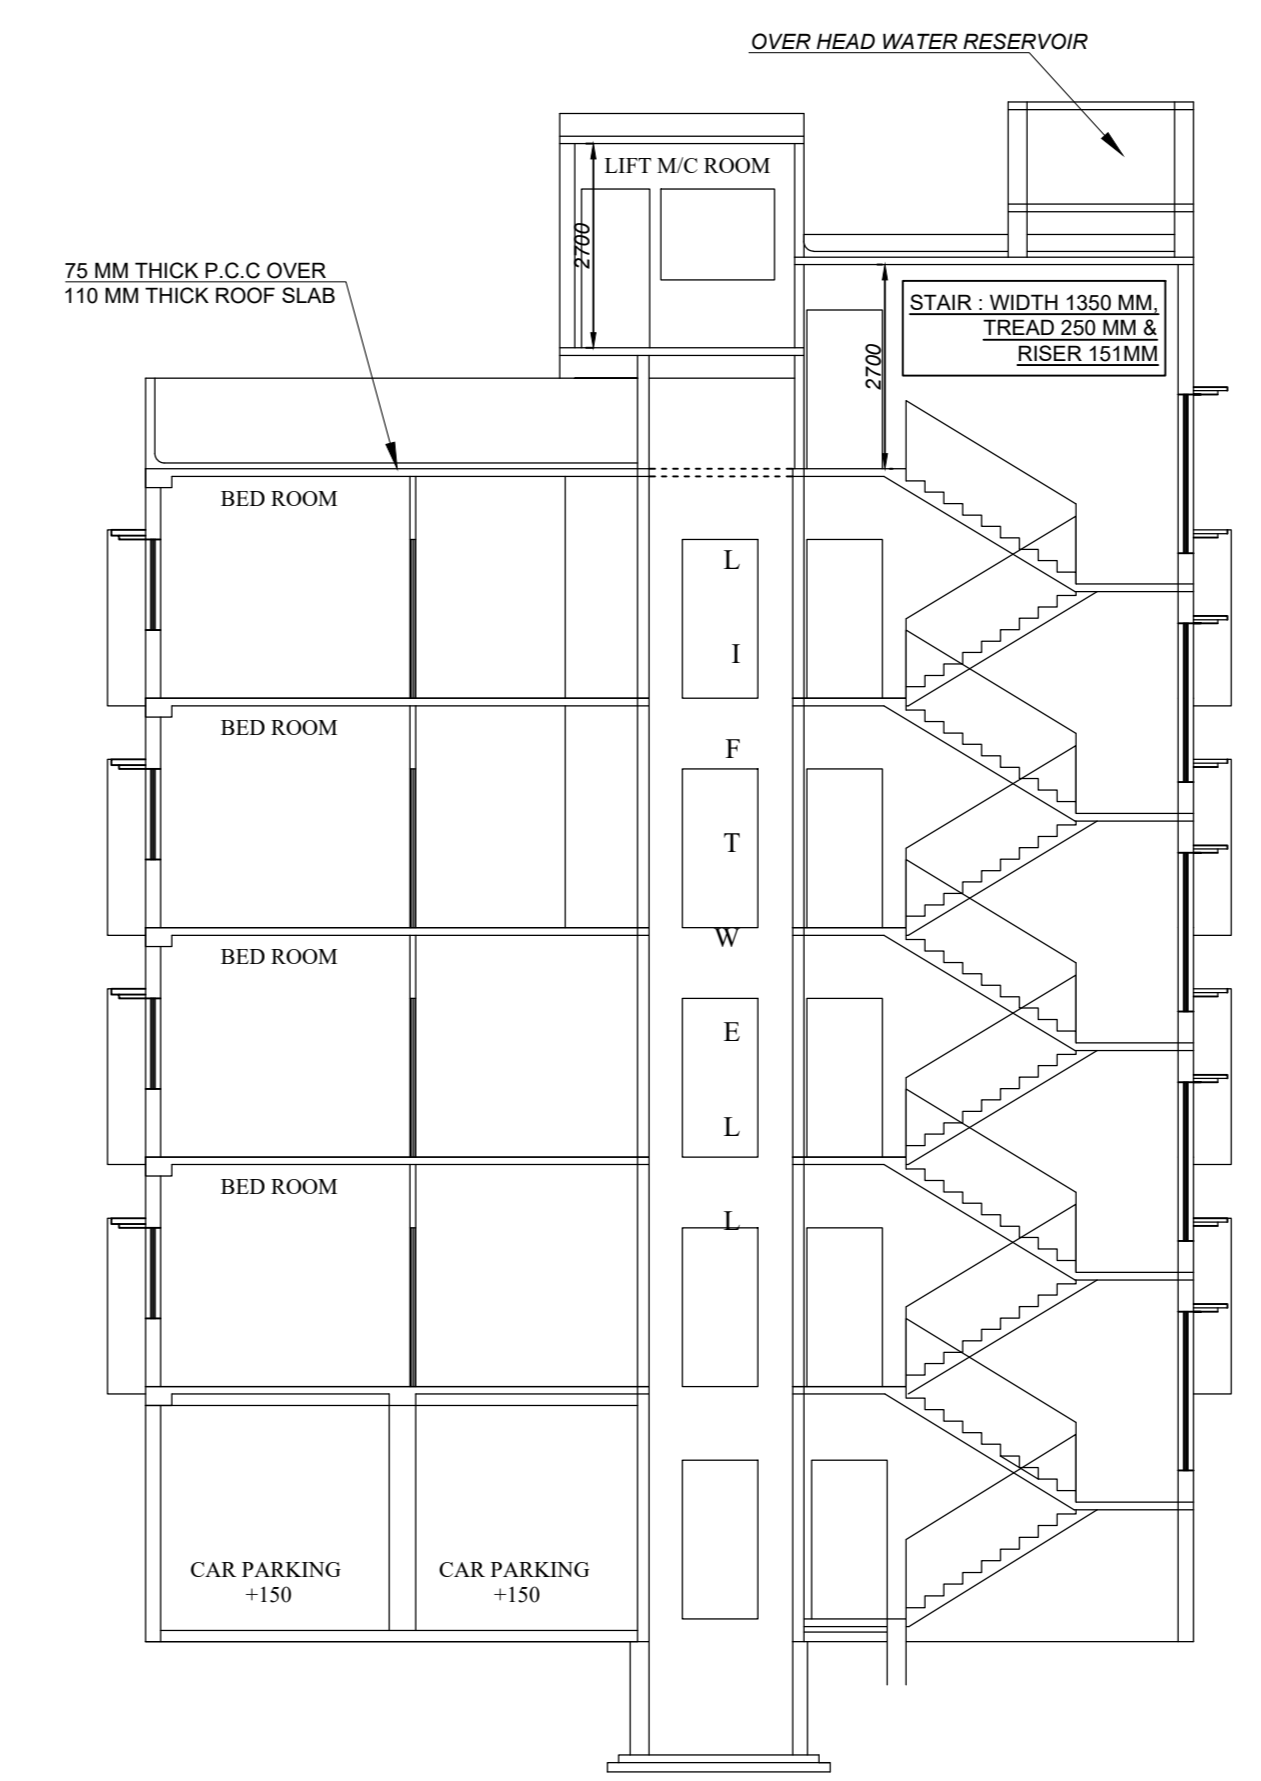 OVER HEAD WATER RESERVOIR
LIFT M/C ROOM
2700
75 MM THICK P.C.C OVER
110 MM THICK ROOF SLAB
STAIR : WIDTH 1350 MM,
TREAD 250 MM &
RISER 151MM
2700
BED ROOM
L
I
BED ROOM
F
T
W
BED ROOM
E
L
BED ROOM
L
CAR PARKING
+150
CAR PARKING
+150